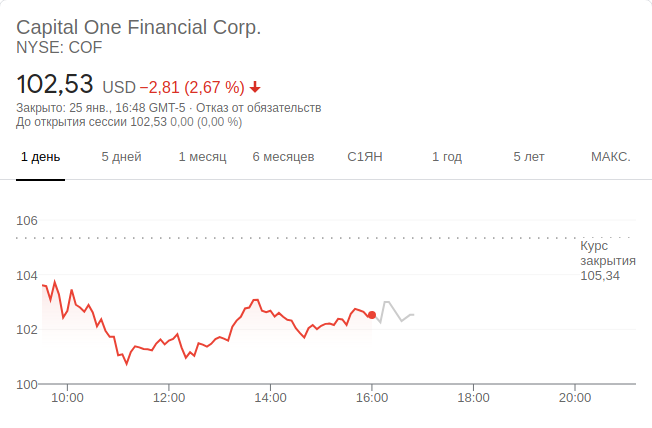 Capital One Financial Corp.
NYSE: COF
102,53 USD −2,81 (2,67 %)
Закрыто: 25 янв., 16:48 GMT-5 · Отказ от обязательств
До открытия сессии 102,53 0,00 (0,00 %)
1 день 5 дней 1 месяц 6 месяцев С1ЯН 1 год 5 лет МАКС.
106
Курс
закрытия
105,34
104
102
100
10:00 12:00 14:00 16:00 18:00 20:00